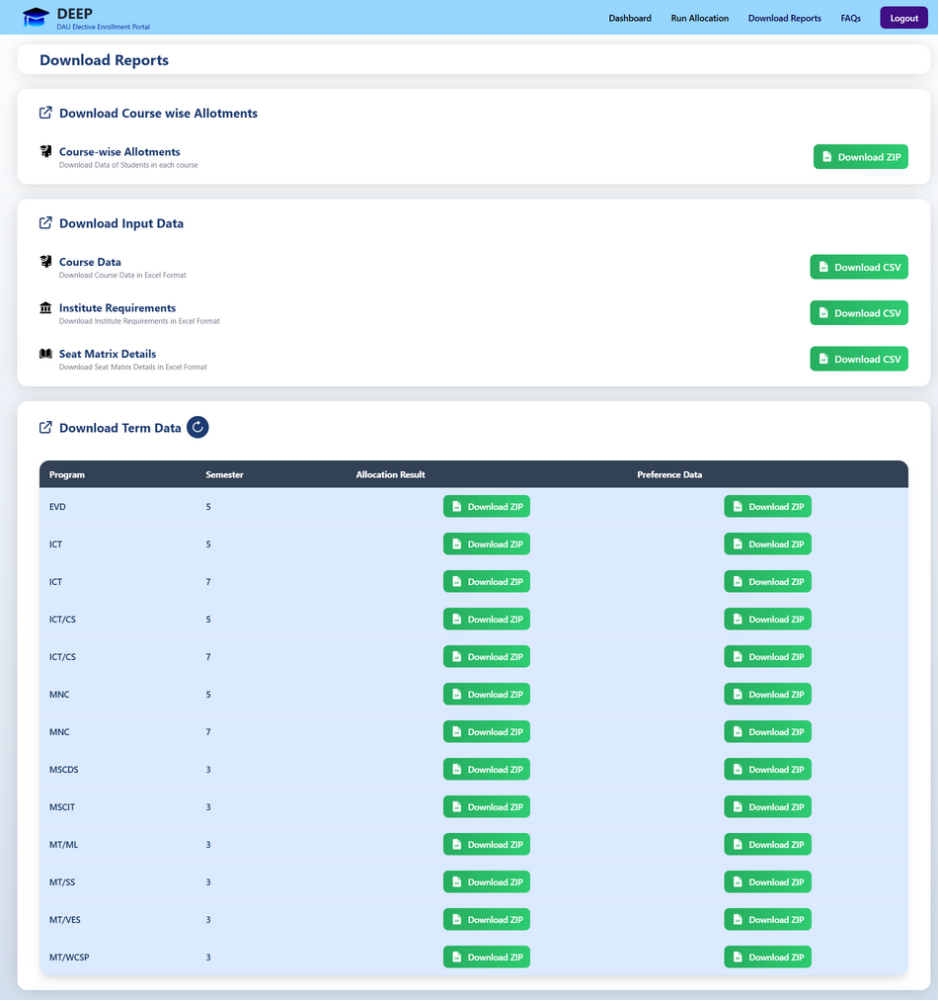 DEEP
DAU Elective Enrollment Portal
Dashboard Run Allocation Download Reports FAQs Logout
Download Reports
Download Course wise Allotments
Course-wise Allotments
Download Data of Students in each course
Download ZIP
Download Input Data
Course Data
Download Course Data in Excel Format
Download CSV
Institute Requirements
Download Institute Requirements in Excel Format
Download CSV
Seat Matrix Details
Download Seat Matrix Details in Excel Format
Download CSV
Download Term Data
Program Semester Allocation Result Preference Data
EVD 5 Download ZIP Download ZIP
ICT 5 Download ZIP Download ZIP
ICT 7 Download ZIP Download ZIP
ICT/CS 5 Download ZIP Download ZIP
ICT/CS 7 Download ZIP Download ZIP
MNC 5 Download ZIP Download ZIP
MNC 7 Download ZIP Download ZIP
MSCDS 3 Download ZIP Download ZIP
MSCIT 3 Download ZIP Download ZIP
MT/ML 3 Download ZIP Download ZIP
MT/SS 3 Download ZIP Download ZIP
MT/VES 3 Download ZIP Download ZIP
MT/WCSP 3 Download ZIP Download ZIP